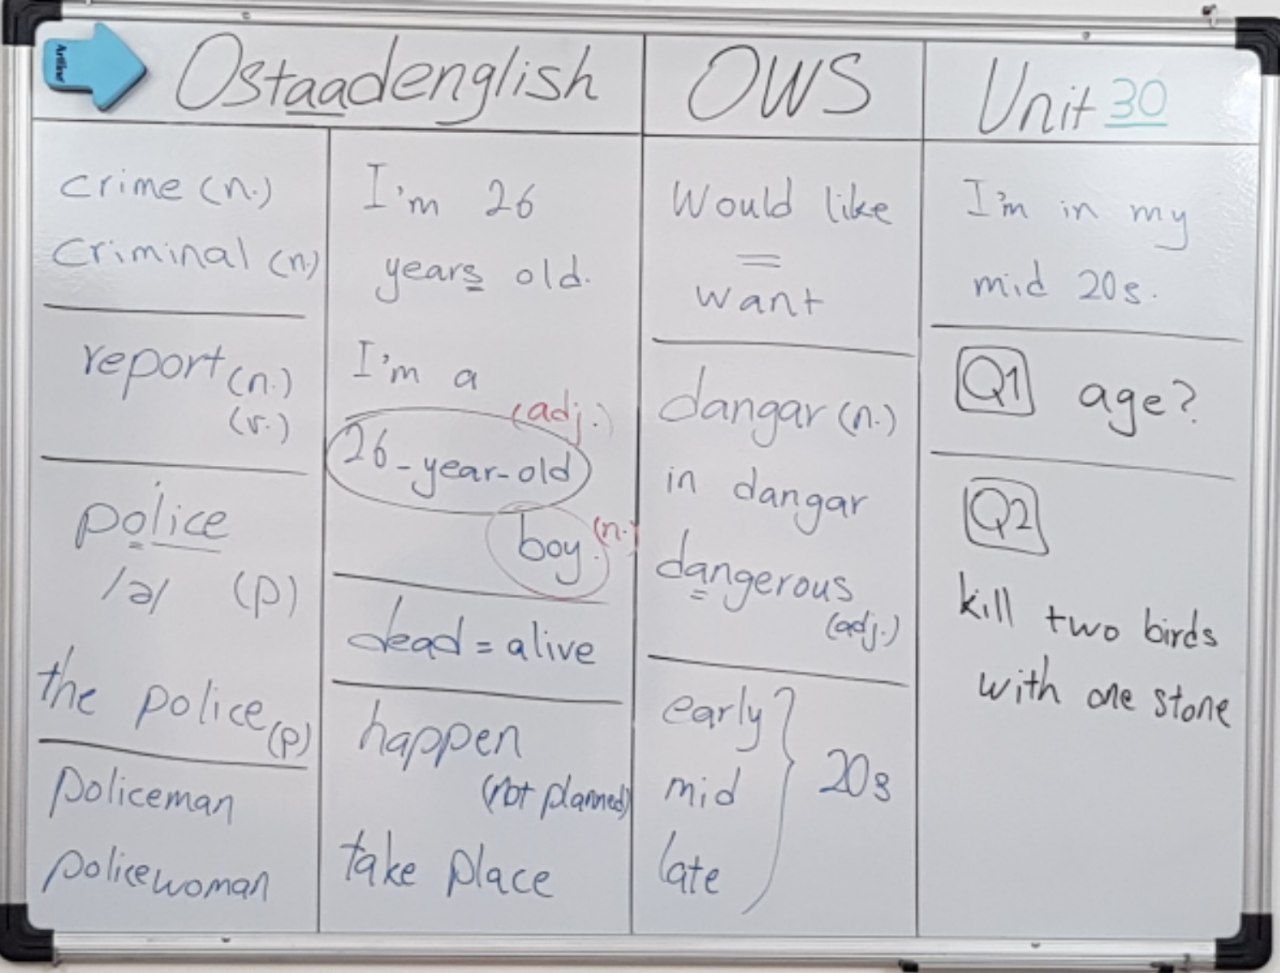 Artline
Ostaadenglish
OWS
Unit 30
crime (n.)
criminal (n.)
report (n.)
(v.)
police
/ə/ (p)
the police (p)
policeman
policewoman
I'm 26
years old.
I'm a
(adj.)
26-year-old
boy. (n.)
dead = alive
happen
(not planned)
take place
Would like
=
want
dangar (n.)
in dangar
dangerous
(adj.)
early
mid
late
} 20s
I'm in my
mid 20s.
Q1 age?
Q2
kill two birds
with one stone